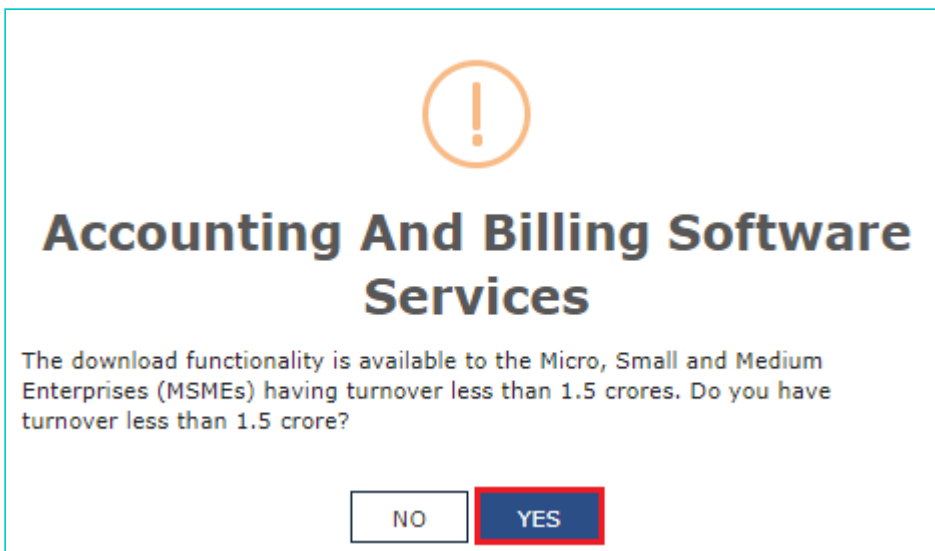 Accounting And Billing Software
Services
The download functionality is available to the Micro, Small and Medium
Enterprises (MSMEs) having turnover less than 1.5 crores. Do you have
turnover less than 1.5 crore?
NO YES